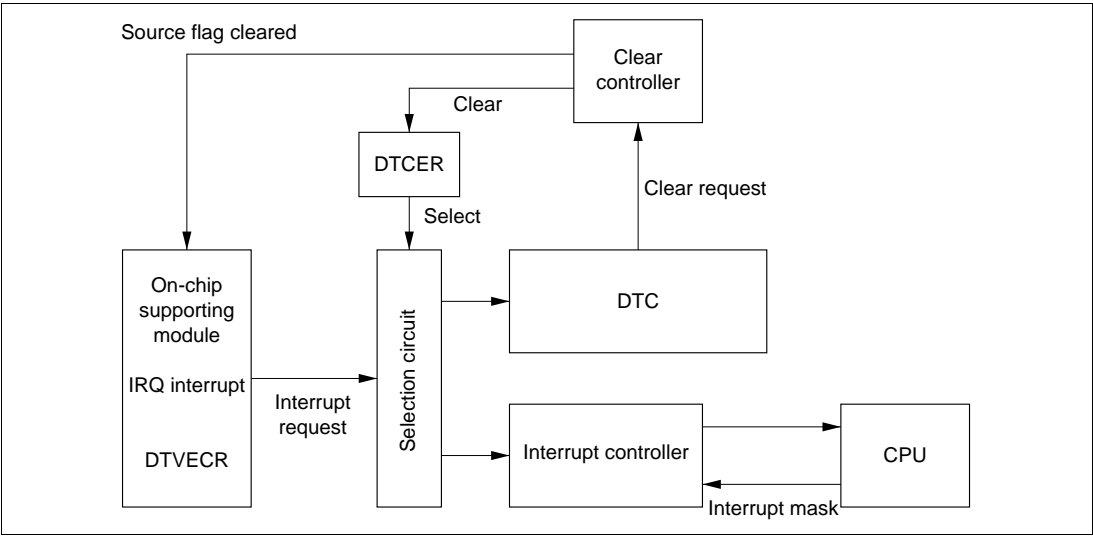 Source flag cleared
Clear
controller
Clear
DTCER
Clear request
Select
On-chip
supporting
module
DTC
Selection circuit
IRQ interrupt
Interrupt
request
Interrupt controller
CPU
DTVECR
Interrupt mask